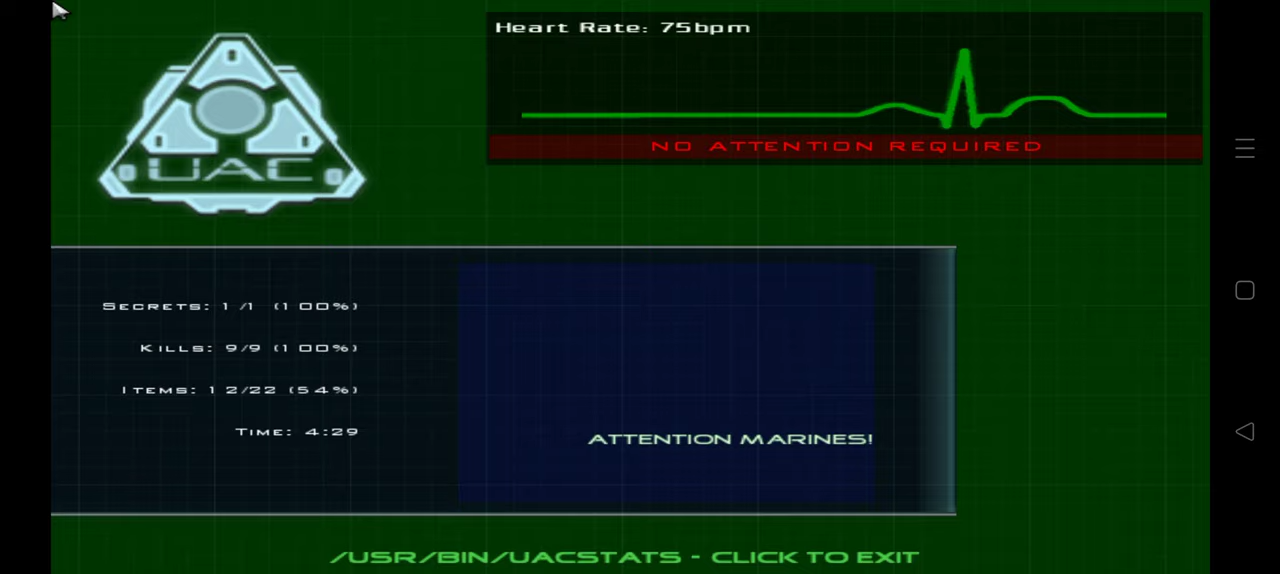 Heart Rate: 75bpm
NO ATTENTION REQUIRED
UAC
SECRETS: 1/1 (100%)
KILLS: 9/9 (100%)
ITEMS: 12/22 (54%)
TIME: 4:29
ATTENTION MARINES!
/USR/BIN/UACSTATS - CLICK TO EXIT